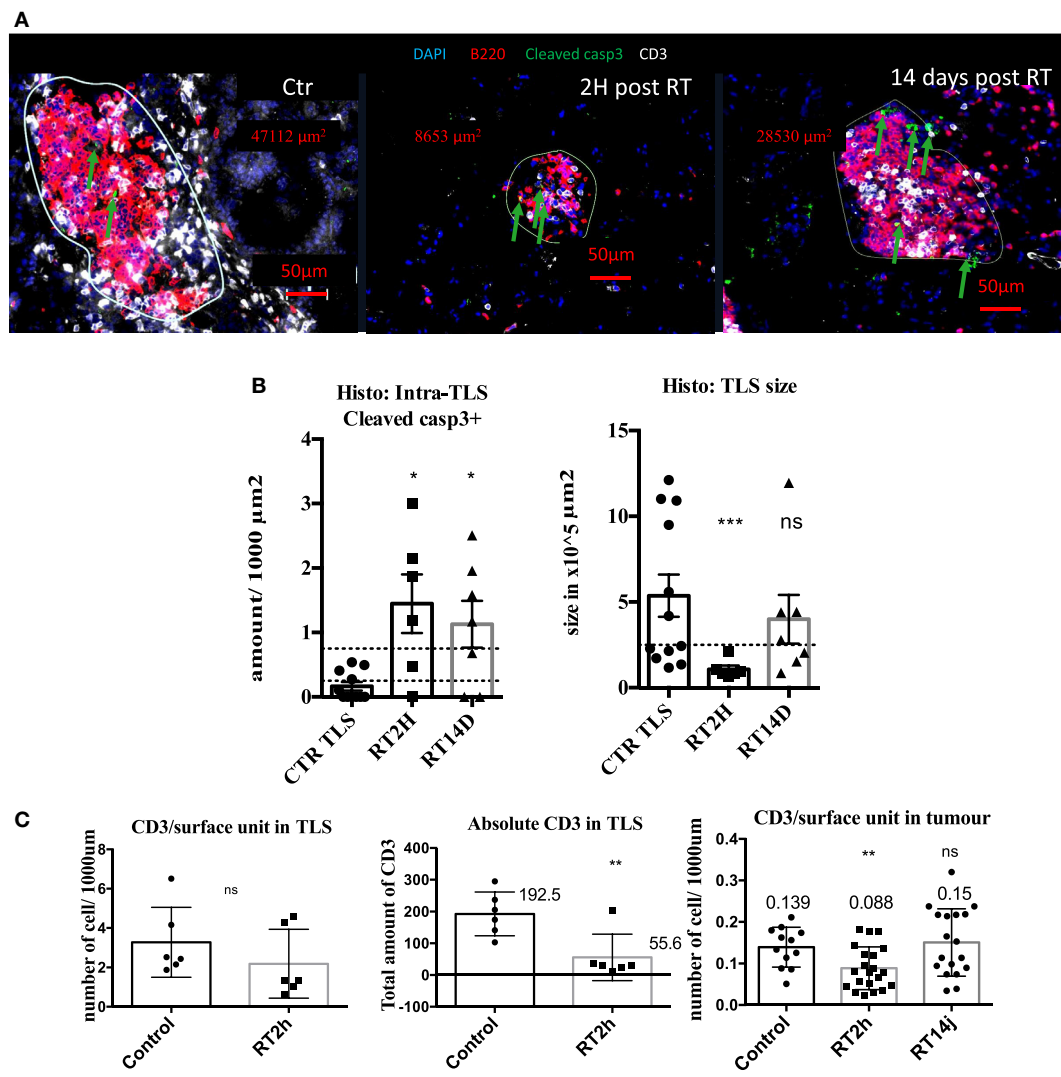 A
DAPI B220 Cleaved casp3 CD3
Ctr
47112 µm²
50µm
2H post RT
8653 µm²
50µm
14 days post RT
28530 µm²
50µm
B
Histo: Intra-TLS
Cleaved casp3+
amount/ 1000 µm2
4
3
2
1
0
*
*
CTR TLS
RT2H
RT14D
Histo: TLS size
size in x10^5 µm2
15
10
5
0
***
ns
CTR TLS
RT2H
RT14D
C
CD3/surface unit in TLS
number of cell/ 1000um
8
6
4
2
0
ns
Control
RT2h
Absolute CD3 in TLS
Total amount of CD3
400
300
200
100
0
-100
192.5
**
55.6
Control
RT2h
CD3/surface unit in tumour
number of cell/ 1000um
0.4
0.3
0.2
0.1
0.0
** ns
0.139 0.088 0.15
Control
RT2h
RT14j